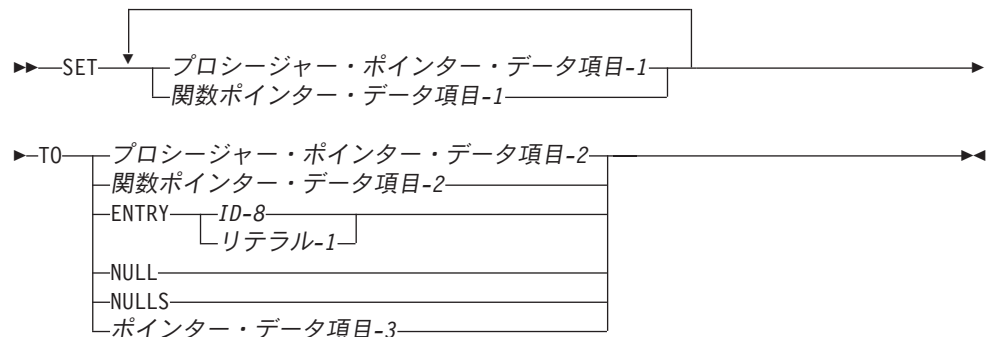 SET プロシージャー・ポインター・データ項目-1
関数ポインター・データ項目-1
TO プロシージャー・ポインター・データ項目-2
関数ポインター・データ項目-2
ENTRY ID-8
リテラル-1
NULL
NULLS
ポインター・データ項目-3